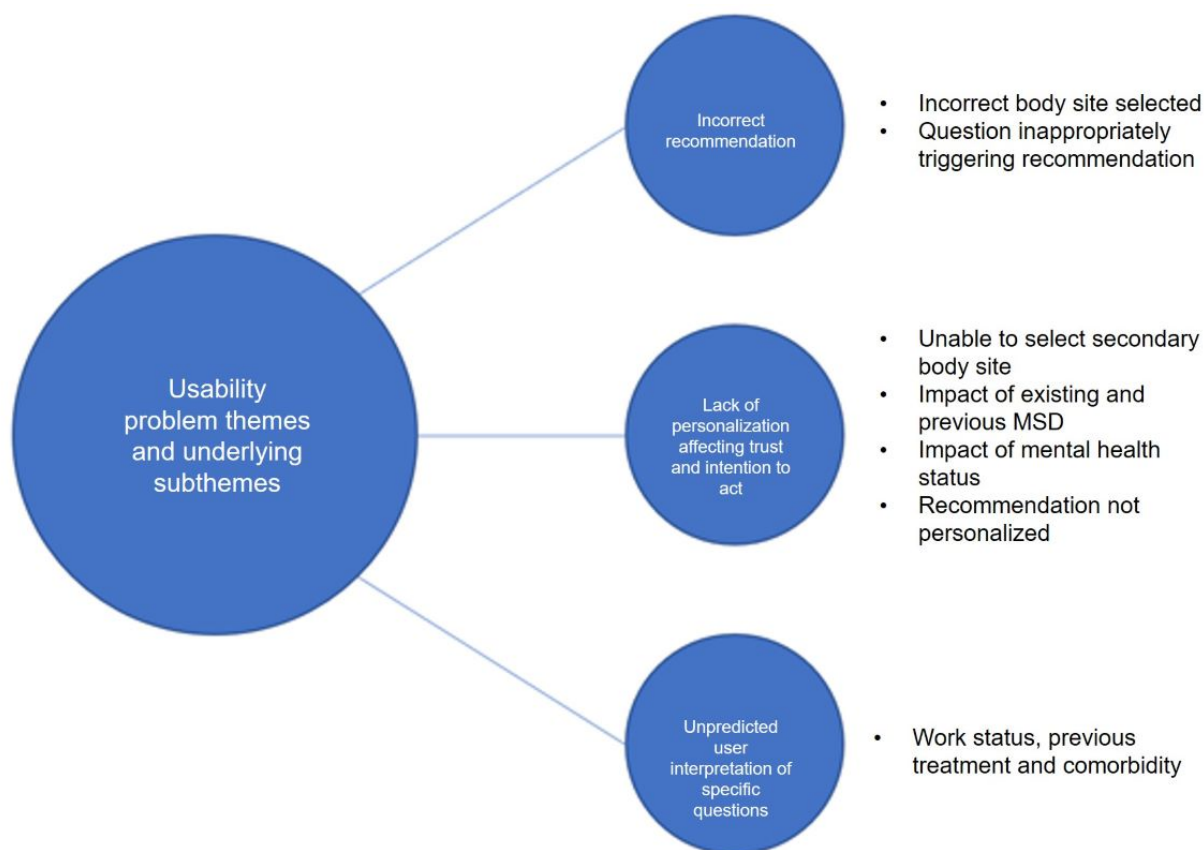 Incorrect
recommendation
• Incorrect body site selected
• Question inappropriately
triggering recommendation
Usability
problem themes
and underlying
subthemes
Lack of
personalization
affecting trust
and intention to
act
• Unable to select secondary
body site
• Impact of existing and
previous MSD
• Impact of mental health
status
• Recommendation not
personalized
Unpredicted
user
interpretation of
specific
questions
• Work status, previous
treatment and comorbidity